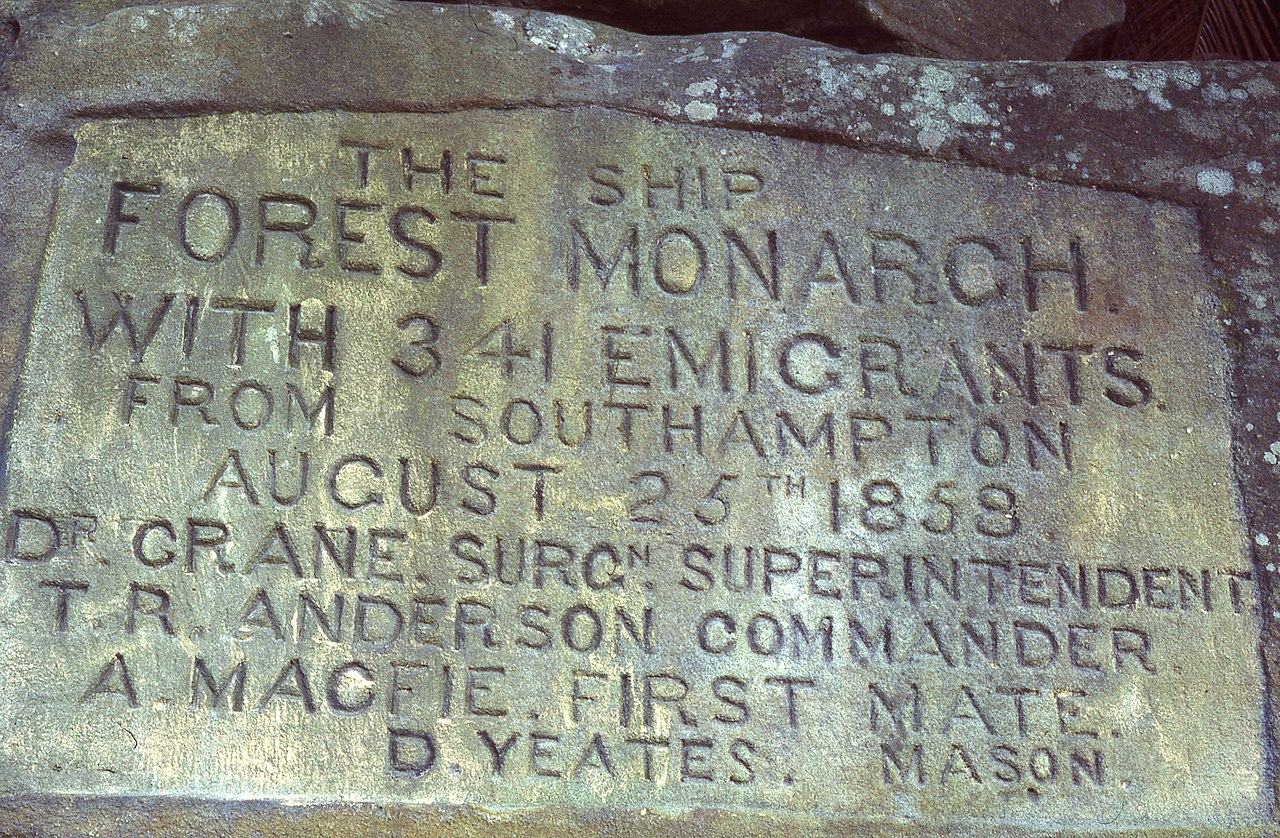 THE SHIP
FOREST MONARCH
WITH 341 EMIGRANTS.
FROM SOUTHAMPTON
AUGUST 25TH 1858
DR. CRANE. SURGN. SUPERINTENDENT.
T. R. ANDERSON COMMANDER
A. MACFIE. FIRST MATE.
D. YEATES. MASON.